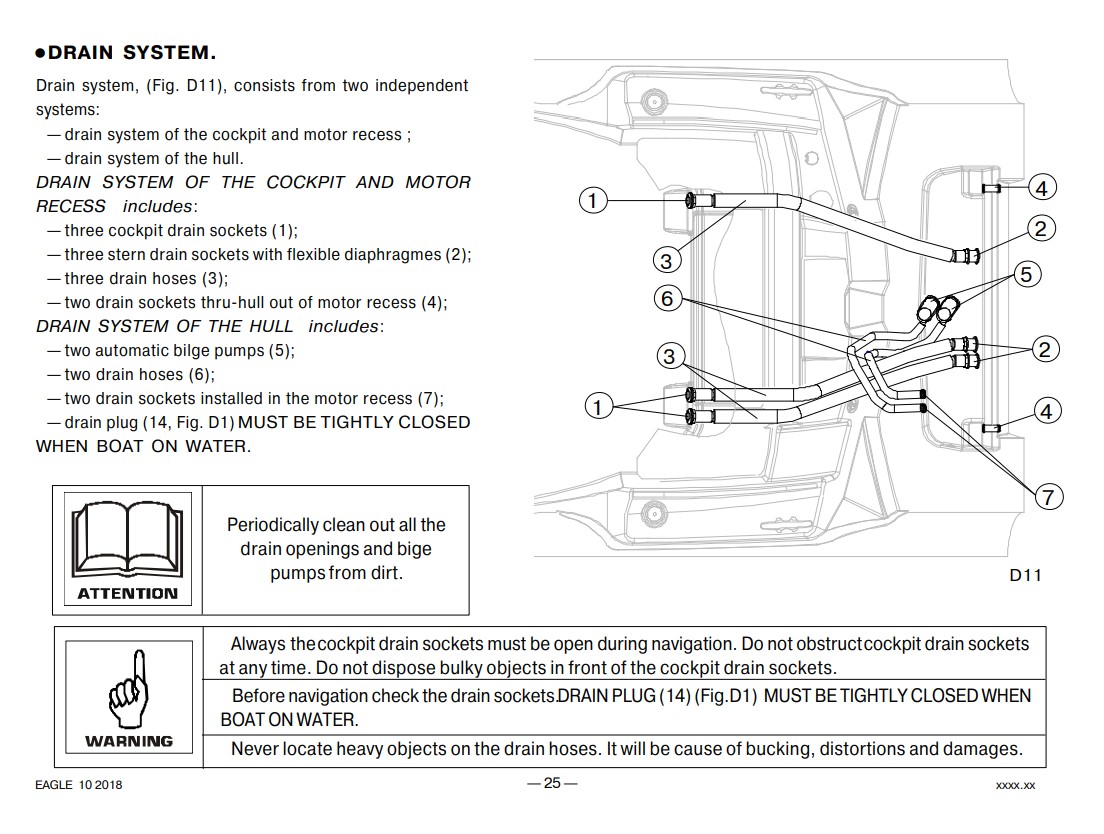 ●DRAIN SYSTEM.
Drain system, (Fig. D11), consists from two independent
systems:
— drain system of the cockpit and motor recess ;
— drain system of the hull.
DRAIN SYSTEM OF THE COCKPIT AND MOTOR
RECESS includes:
— three cockpit drain sockets (1);
— three stern drain sockets with flexible diaphragmes (2);
— three drain hoses (3);
— two drain sockets thru-hull out of motor recess (4);
DRAIN SYSTEM OF THE HULL includes:
— two automatic bilge pumps (5);
— two drain hoses (6);
— two drain sockets installed in the motor recess (7);
— drain plug (14, Fig. D1) MUST BE TIGHTLY CLOSED
WHEN BOAT ON WATER.
1
3
6
3
1
4
2
5
2
4
7
D11
ATTENTION
Periodically clean out all the
drain openings and bige
pumps from dirt.
WARNING
Always the cockpit drain sockets must be open during navigation. Do not obstruct cockpit drain sockets
at any time. Do not dispose bulky objects in front of the cockpit drain sockets.
Before navigation check the drain sockets.DRAIN PLUG (14) (Fig.D1) MUST BE TIGHTLY CLOSED WHEN
BOAT ON WATER.
Never locate heavy objects on the drain hoses. It will be cause of bucking, distortions and damages.
EAGLE 10 2018
— 25 —
xxxx.xx